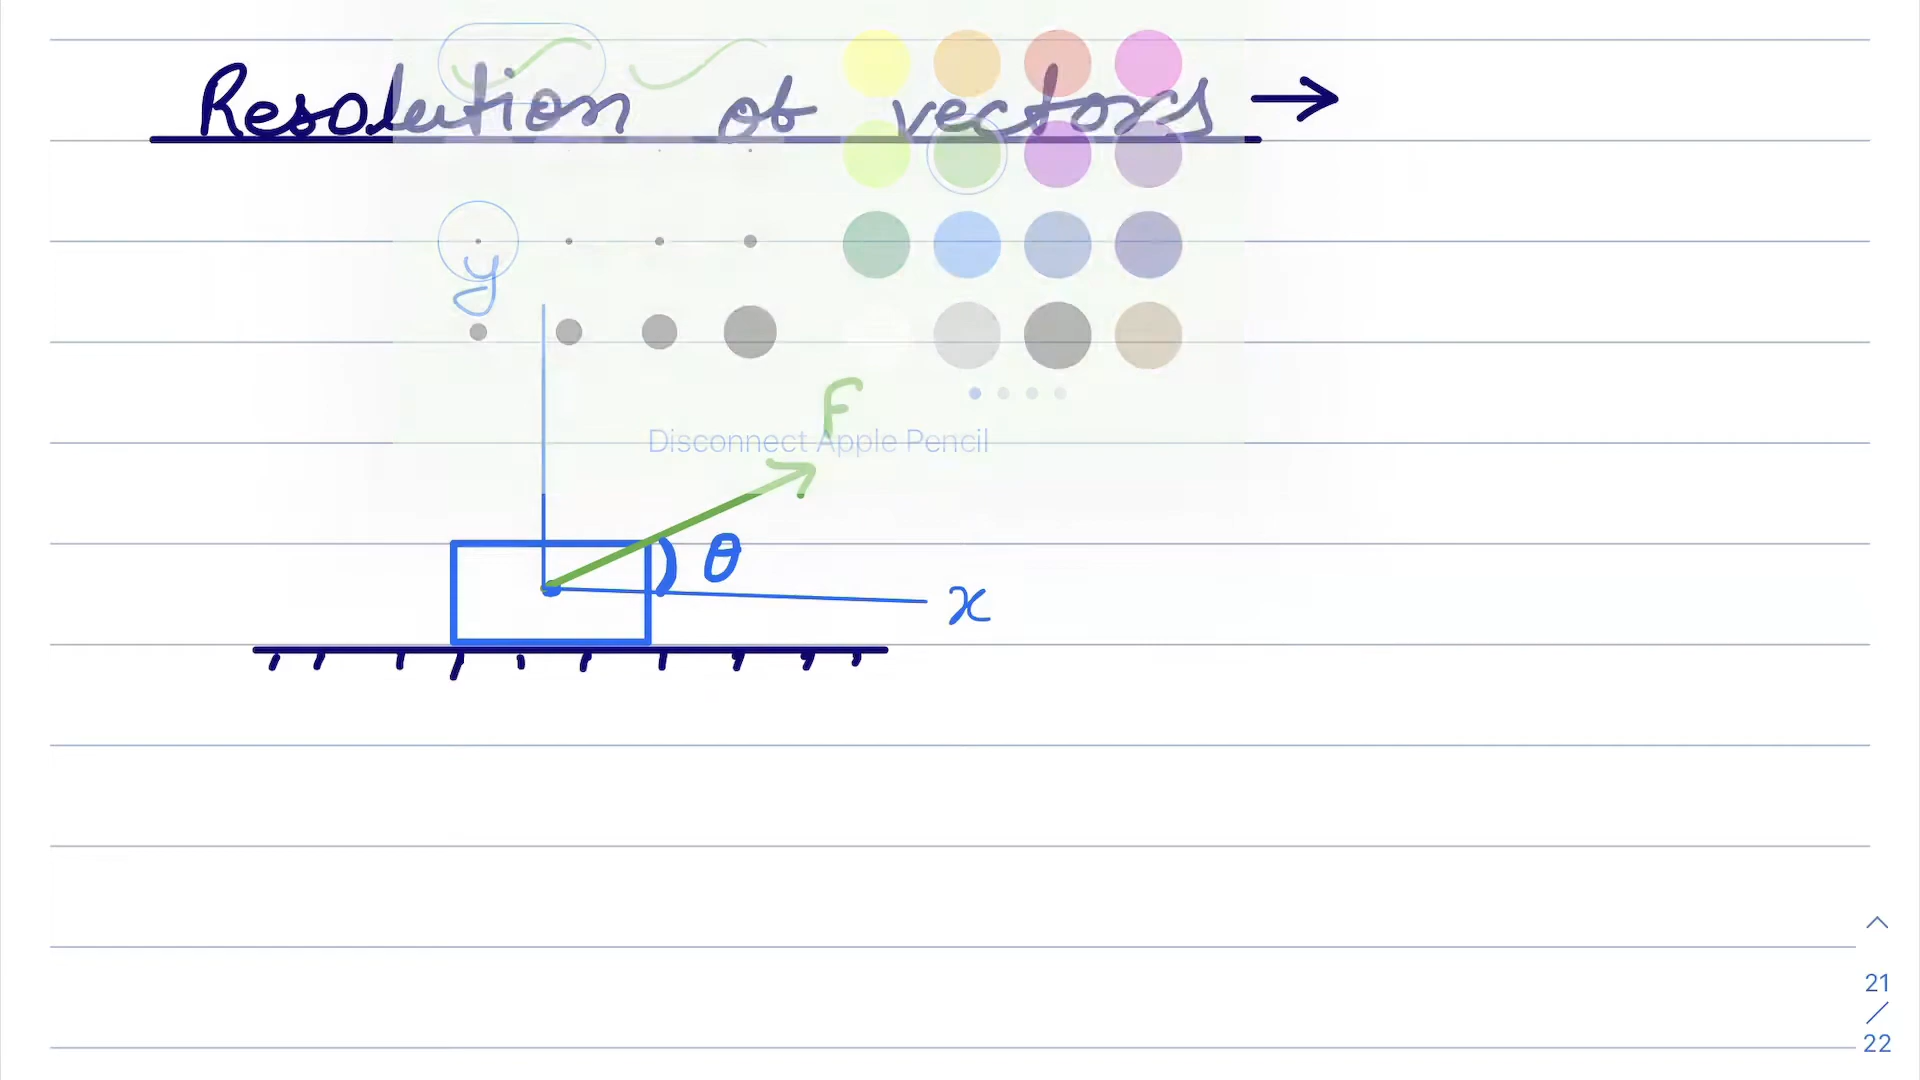 Resolution of vectors →
y
F
Disconnect Apple Pencil
θ
x
21
/
22